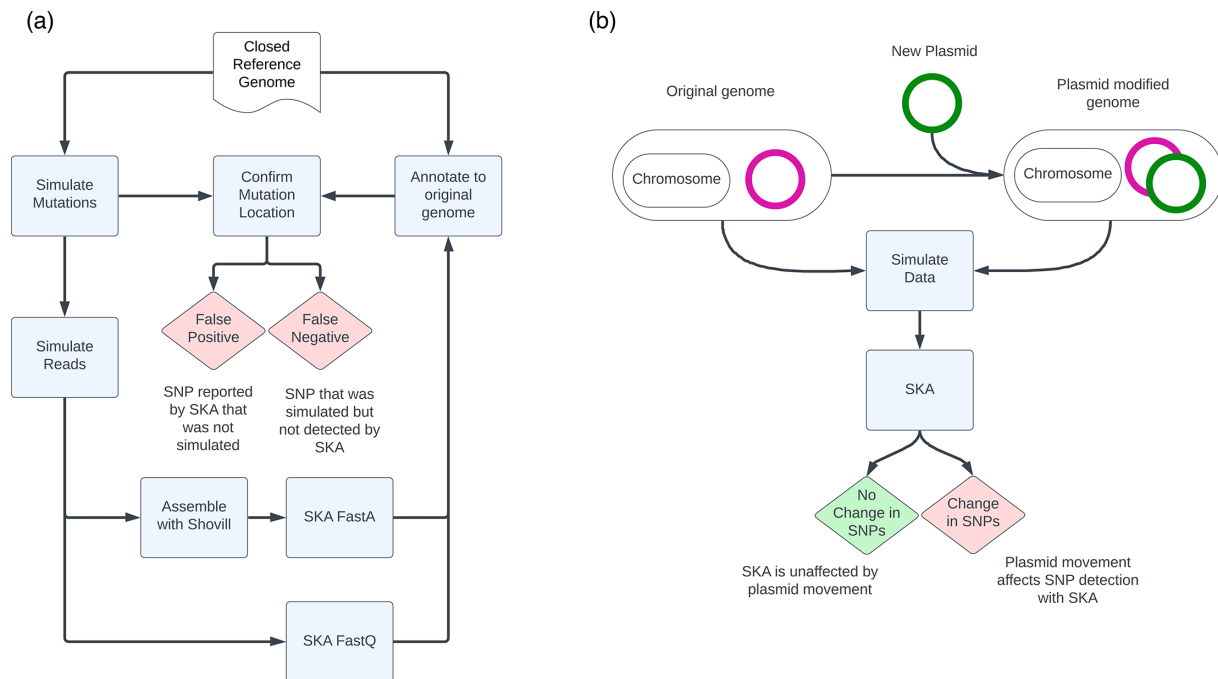 (a)
Closed
Reference
Genome
Simulate
Mutations
Confirm
Mutation
Location
Annotate to
original
genome
False
Positive
False
Negative
Simulate
Reads
SNP reported
by SKA that
was not
simulated
SNP that was
simulated but
not detected by
SKA
Assemble
with Shovill
SKA FastA
SKA FastQ
(b)
New Plasmid
Original genome
Plasmid modified
genome
Chromosome
Chromosome
Simulate
Data
SKA
No
Change in
SNPs
Change
in SNPs
SKA is unaffected by
plasmid movement
Plasmid movement
affects SNP detection
with SKA